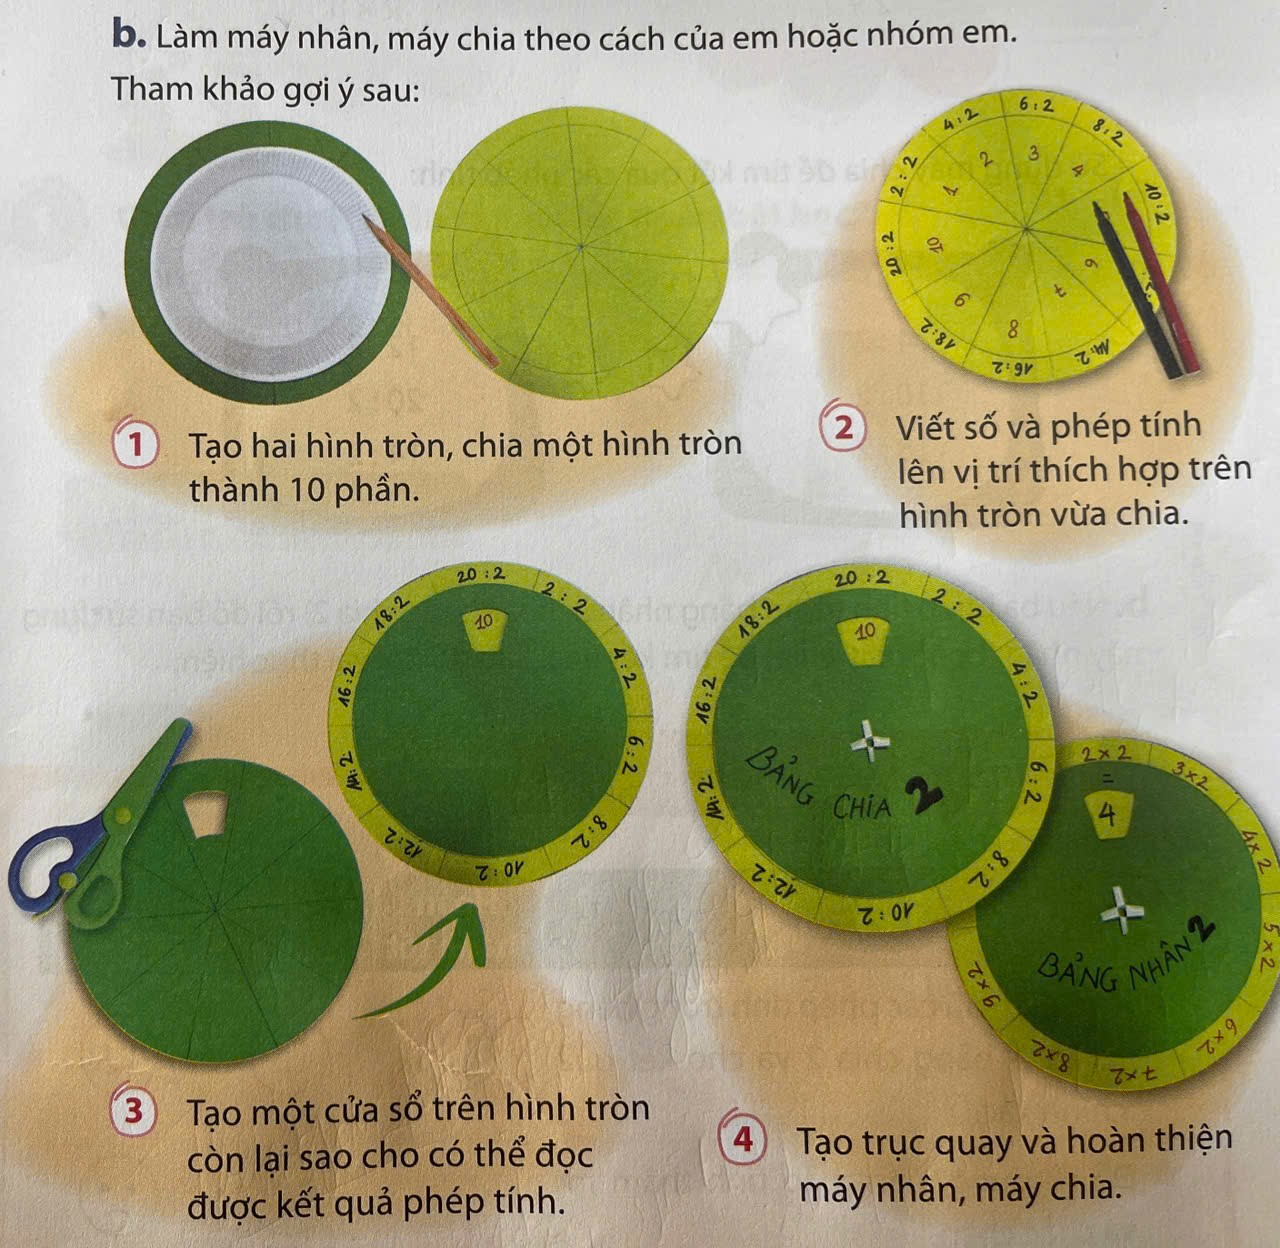 b. Làm máy nhân, máy chia theo cách của em hoặc nhóm em.
Tham khảo gợi ý sau:
4 : 2
6 : 2
8 : 2
10 : 2
14 : 2
16 : 2
18 : 2
20 : 2
2 : 2
1
2
3
4
6
7
8
9
10
1 Tạo hai hình tròn, chia một hình tròn
thành 10 phần.
2 Viết số và phép tính
lên vị trí thích hợp trên
hình tròn vừa chia.
20 : 2
2 : 2
4 : 2
6 : 2
8 : 2
10 : 2
12 : 2
14 : 2
16 : 2
18 : 2
10
20 : 2
2 : 2
4 : 2
6 : 2
8 : 2
10 : 2
12 : 2
14 : 2
16 : 2
18 : 2
10
BẢNG CHIA 2
2 × 2
=
4
3 × 2
4 × 2
5 × 2
6 × 2
7 × 2
8 × 2
9 × 2
BẢNG NHÂN 2
3 Tạo một cửa sổ trên hình tròn
còn lại sao cho có thể đọc
được kết quả phép tính.
4 Tạo trục quay và hoàn thiện
máy nhân, máy chia.